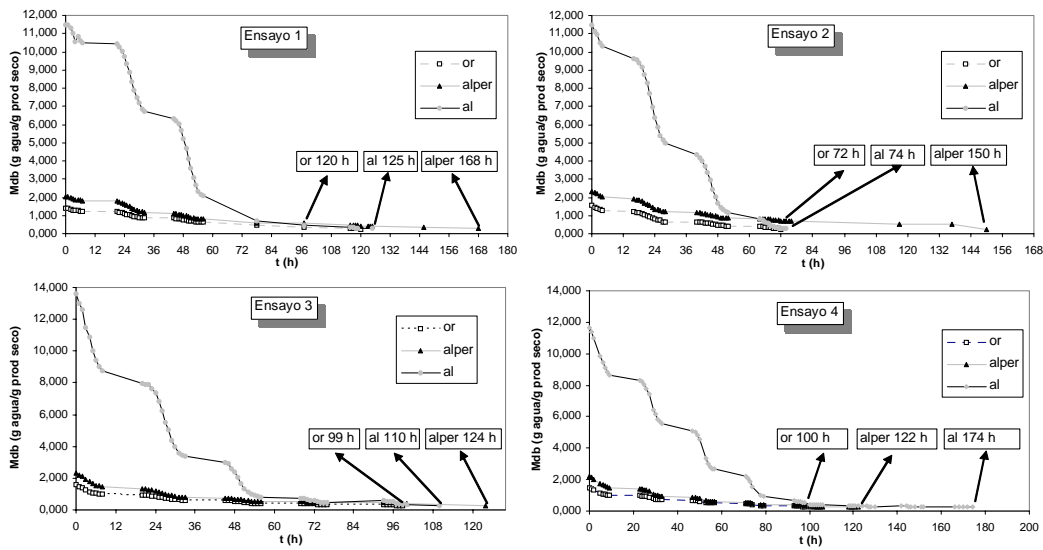 Ensayo 1
Mdb (g agua/g prod seco)
12,000
11,000
10,000
9,000
8,000
7,000
6,000
5,000
4,000
3,000
2,000
1,000
0,000
or
alper
al
or 120 h
al 125 h
alper 168 h
0 12 24 36 48 60 72 84 96 108 120 132 144 156 168 180
t (h)
Ensayo 2
Mdb (g agua/g prod seco)
12,000
11,000
10,000
9,000
8,000
7,000
6,000
5,000
4,000
3,000
2,000
1,000
0,000
or
alper
al
or 72 h
al 74 h
alper 150 h
0 12 24 36 48 60 72 84 96 108 120 132 144 156 168
t (h)
Ensayo 3
Mdb (g agua/g prod seco)
14,000
12,000
10,000
8,000
6,000
4,000
2,000
0,000
or
alper
al
or 99 h
al 110 h
alper 124 h
0 12 24 36 48 60 72 84 96 108 120 132
t (h)
Ensayo 4
Mdb (g agua/g prod seco)
14,000
12,000
10,000
8,000
6,000
4,000
2,000
0,000
or
alper
al
or 100 h
alper 122 h
al 174 h
0 20 40 60 80 100 120 140 160 180 200
t (h)